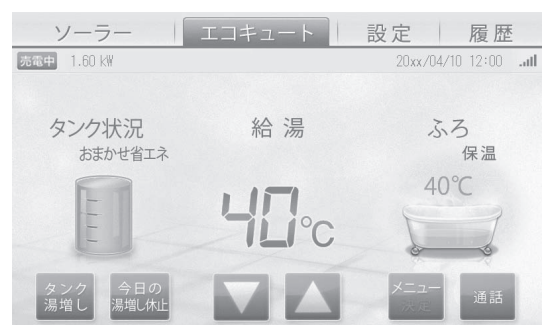 ソーラー エコキュート 設定 履歴
売電中 1.60 kW 20xx/04/10 12:00
タンク状況 給湯 ふろ
おまかせ省エネ 保温
40℃
40℃
タンク 今日の メニュー
湯増し 湯増し休止 通話